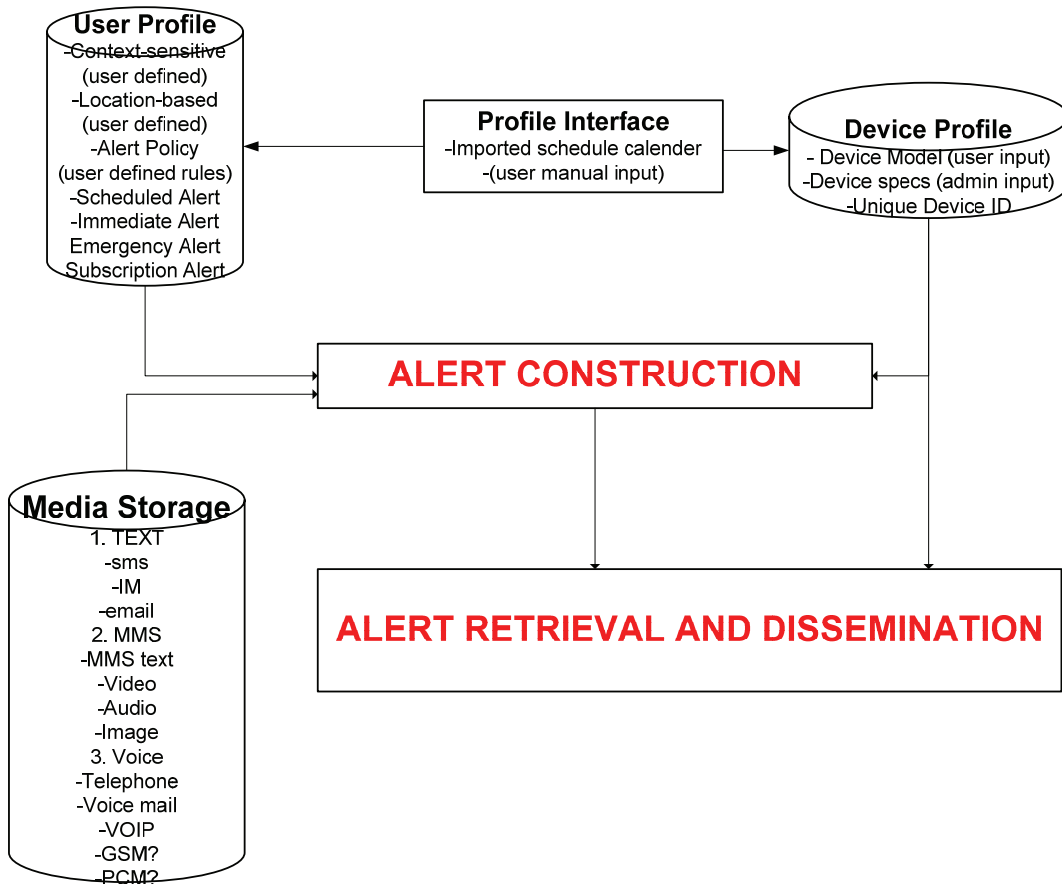 User Profile
-Context-sensitive
(user defined)
-Location-based
(user defined)
-Alert Policy
(user defined rules)
-Scheduled Alert
-Immediate Alert
Emergency Alert
Subscription Alert
Profile Interface
-Imported schedule calender
-(user manual input)
Device Profile
- Device Model (user input)
-Device specs (admin input)
-Unique Device ID
ALERT CONSTRUCTION
Media Storage
1. TEXT
-sms
-IM
-email
2. MMS
-MMS text
-Video
-Audio
-Image
3. Voice
-Telephone
-Voice mail
-VOIP
-GSM?
-PCM?
ALERT RETRIEVAL AND DISSEMINATION